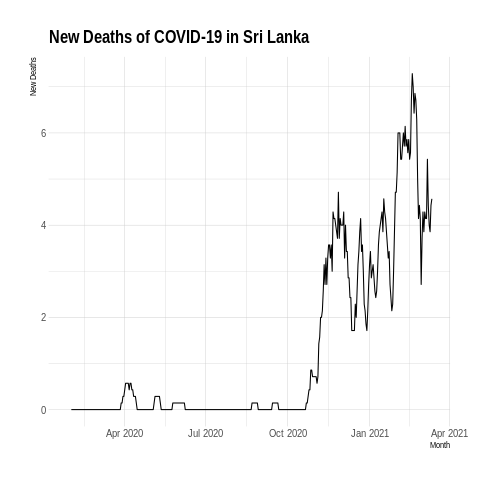 New Deaths of COVID-19 in Sri Lanka
New Deaths
6
4
2
0
Apr 2020 Jul 2020 Oct 2020 Jan 2021 Apr 2021
Month